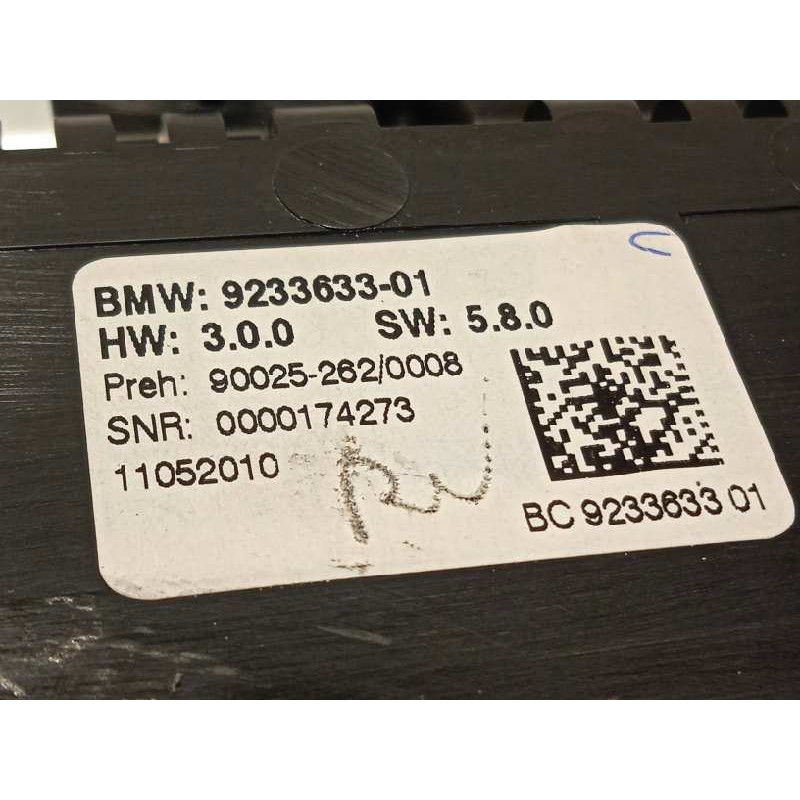 BMW: 9233633-01
HW: 3.0.0 SW: 5.8.0
Preh: 90025-262/0008
SNR: 0000174273
11052010
BC 9233633 01